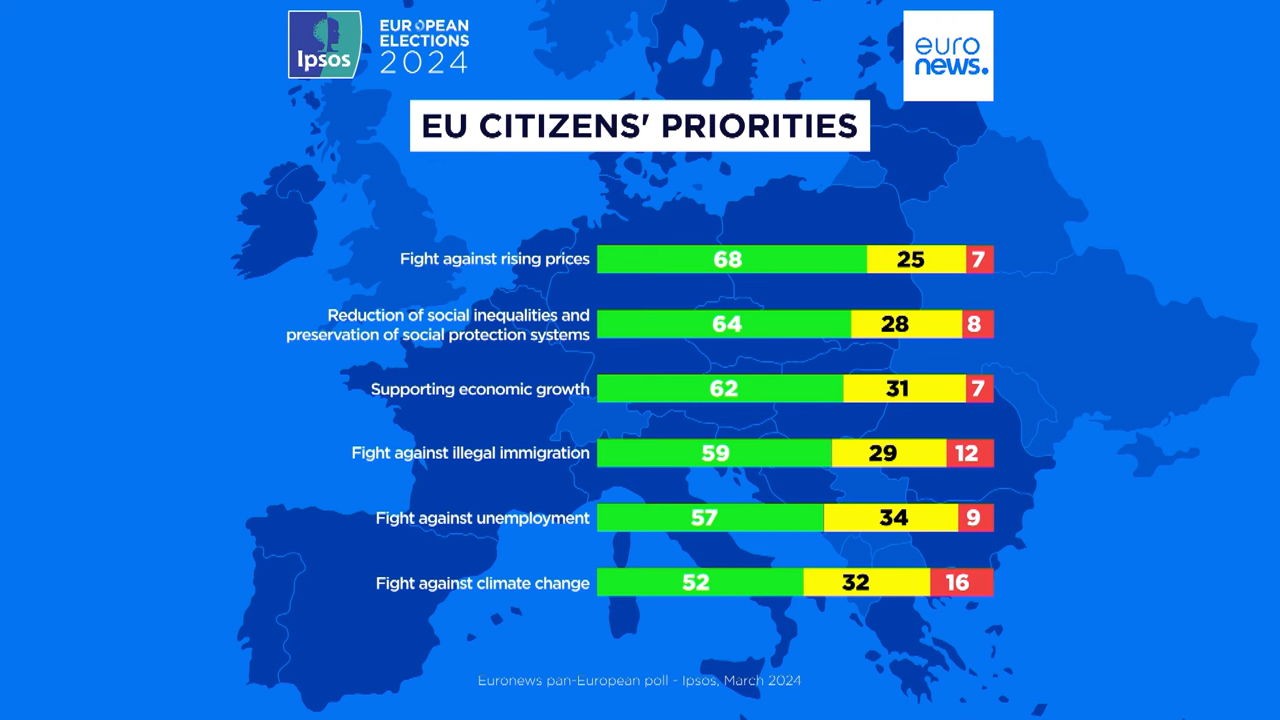 Ipsos
EUROPEAN
ELECTIONS
2024
euro
news.
EU CITIZENS' PRIORITIES
Fight against rising prices 68 25 7
Reduction of social inequalities and
preservation of social protection systems 64 28 8
Supporting economic growth 62 31 7
Fight against illegal immigration 59 29 12
Fight against unemployment 57 34 9
Fight against climate change 52 32 16
Euronews pan-European poll - Ipsos, March 2024